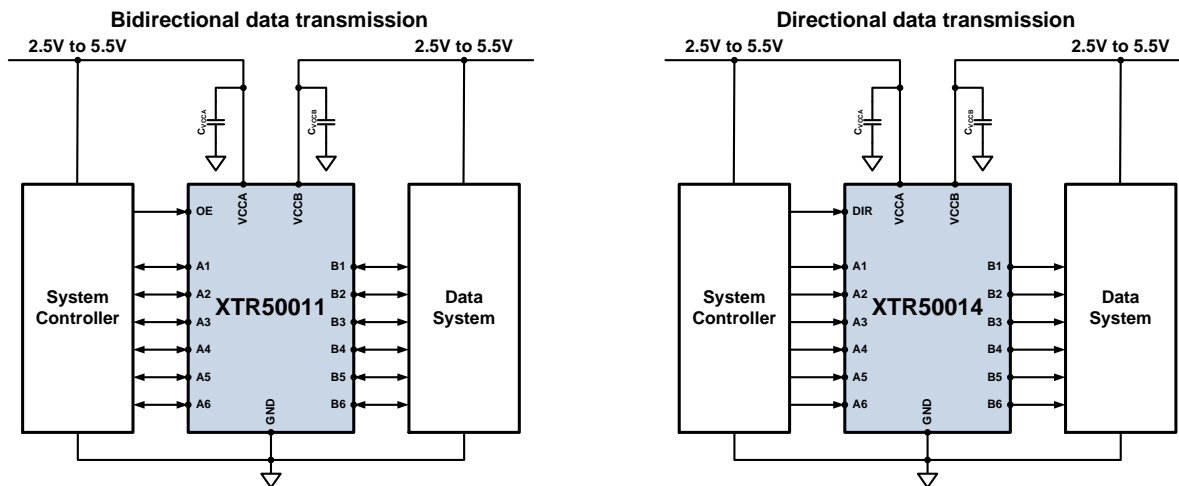 Bidirectional data transmission
2.5V to 5.5V
2.5V to 5.5V
CVCCA
CVCCB
VCCA
VCCB
OE
A1
A2
A3
A4
A5
A6
B1
B2
B3
B4
B5
B6
System
Controller
XTR50011
Data
System
GND
Directional data transmission
2.5V to 5.5V
2.5V to 5.5V
CVCCA
CVCCB
VCCA
VCCB
DIR
A1
A2
A3
A4
A5
A6
B1
B2
B3
B4
B5
B6
System
Controller
XTR50014
Data
System
GND